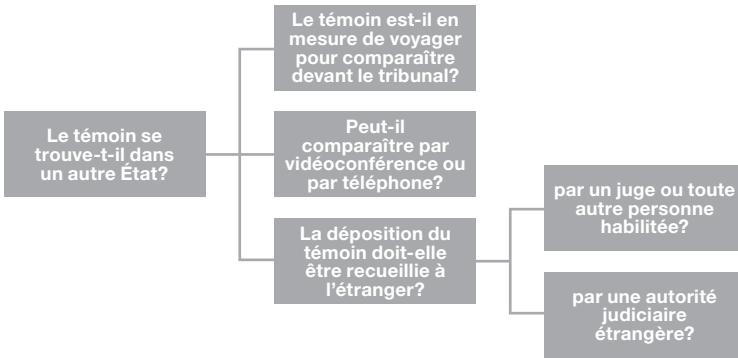 Le témoin est-il en
mesure de voyager
pour comparaître
devant le tribunal?
Le témoin se
trouve-t-il dans
un autre État?
Peut-il
comparaître par
vidéoconférence ou
par téléphone?
La déposition du
témoin doit-elle
être recueillie à
l'étranger?
par un juge ou toute
autre personne
habilitée?
par une autorité
judiciaire
étrangère?